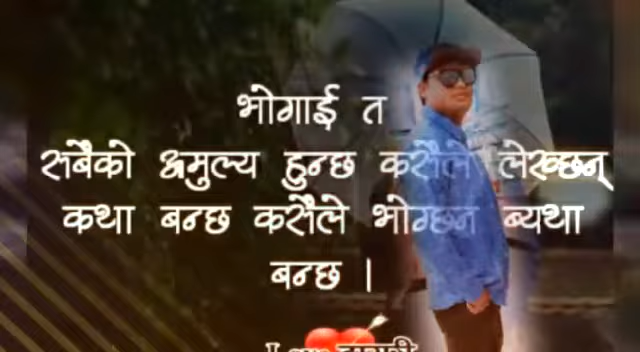 भोगाई त
सबैको अमुल्य हुन्छ कसैले लेख्छन्
कथा बन्छ कसैले भोग्छन ब्यथा
बन्छ ।